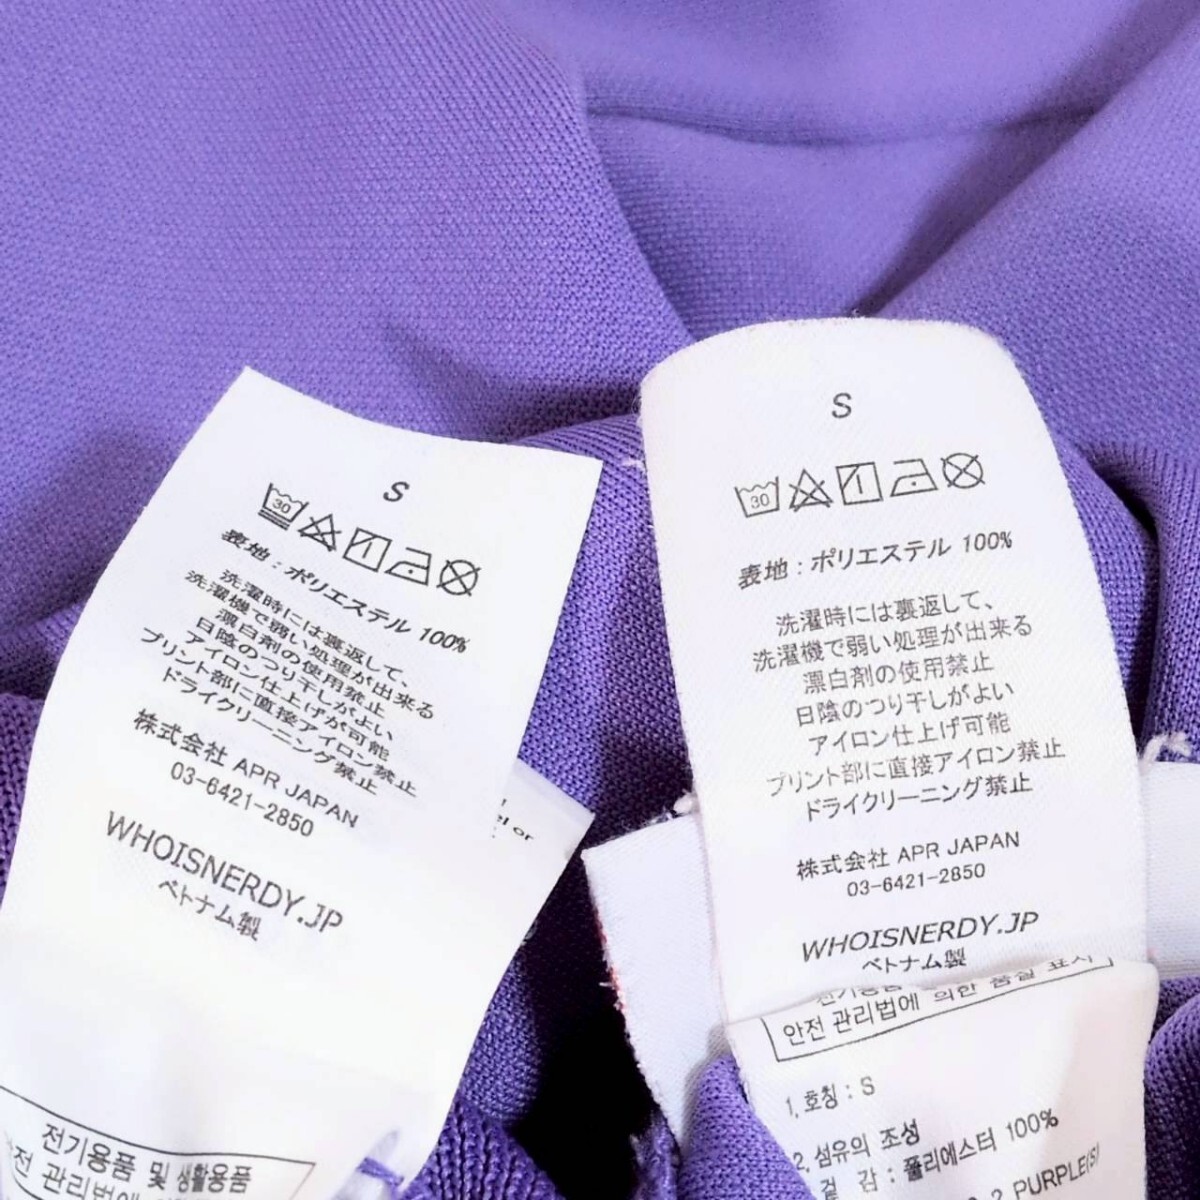 S
30
表地 : ポリエステル 100%
洗濯時には裏返して、
洗濯機で弱い処理が出来る
漂白剤の使用禁止
日陰のつり干しがよい
アイロン仕上げが可能
プリント部に直接アイロン禁止
ドライクリーニング禁止
株式会社 APR JAPAN
03-6421-2850
WHOISNERDY.JP
ベトナム製
전기용품 및 생활용품
안전 관리법에
el or
S
30
表地 : ポリエステル 100%
洗濯時には裏返して、
洗濯機で弱い処理が出来る
漂白剤の使用禁止
日陰のつり干しがよい
アイロン仕上げ可能
プリント部に直接アイロン禁止
ドライクリーニング禁止
株式会社 APR JAPAN
03-6421-2850
WHOISNERDY.JP
ベトナム製
안전 관리법에 의한 품질 표시
1. 호칭 : S
2. 섬유의 조성
겉 감 : 폴리에스터 100%
2 PURPLE(S)